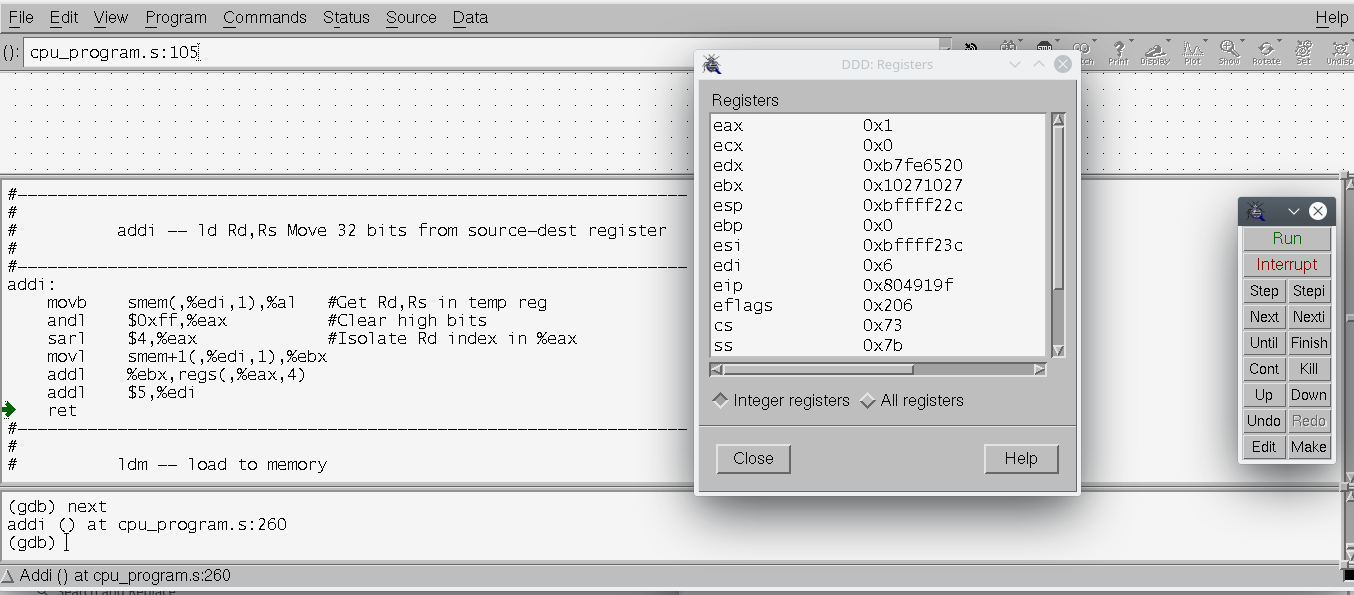 File Edit View Program Commands Status Source Data Help
(): cpu_program.s:105
Print Display Plot Show Rotate Set Undisp
DDD: Registers
Registers
eax 0x1
ecx 0x0
edx 0xb7fe6520
ebx 0x10271027
esp 0xbffff22c
ebp 0x0
esi 0xbffff23c
edi 0x6
eip 0x804919f
eflags 0x206
cs 0x73
ss 0x7b
Integer registers All registers
Close Help
#
#
# addi -- ld Rd,Rs Move 32 bits from source-dest register
#
#
addi:
movb smem(,%edi,1),%al #Get Rd,Rs in temp reg
andl $0xff,%eax #Clear high bits
sarl $4,%eax #Isolate Rd index in %eax
movl smem+1(,%edi,1),%ebx
addl %ebx,regs(,%eax,4)
addl $5,%edi
ret
#
#
# ldm -- load to memory
Run
Interrupt
Step Stepi
Next Nexti
Until Finish
Cont Kill
Up Down
Undo Redo
Edit Make
(gdb) next
addi () at cpu_program.s:260
(gdb)
Addi () at cpu_program.s:260